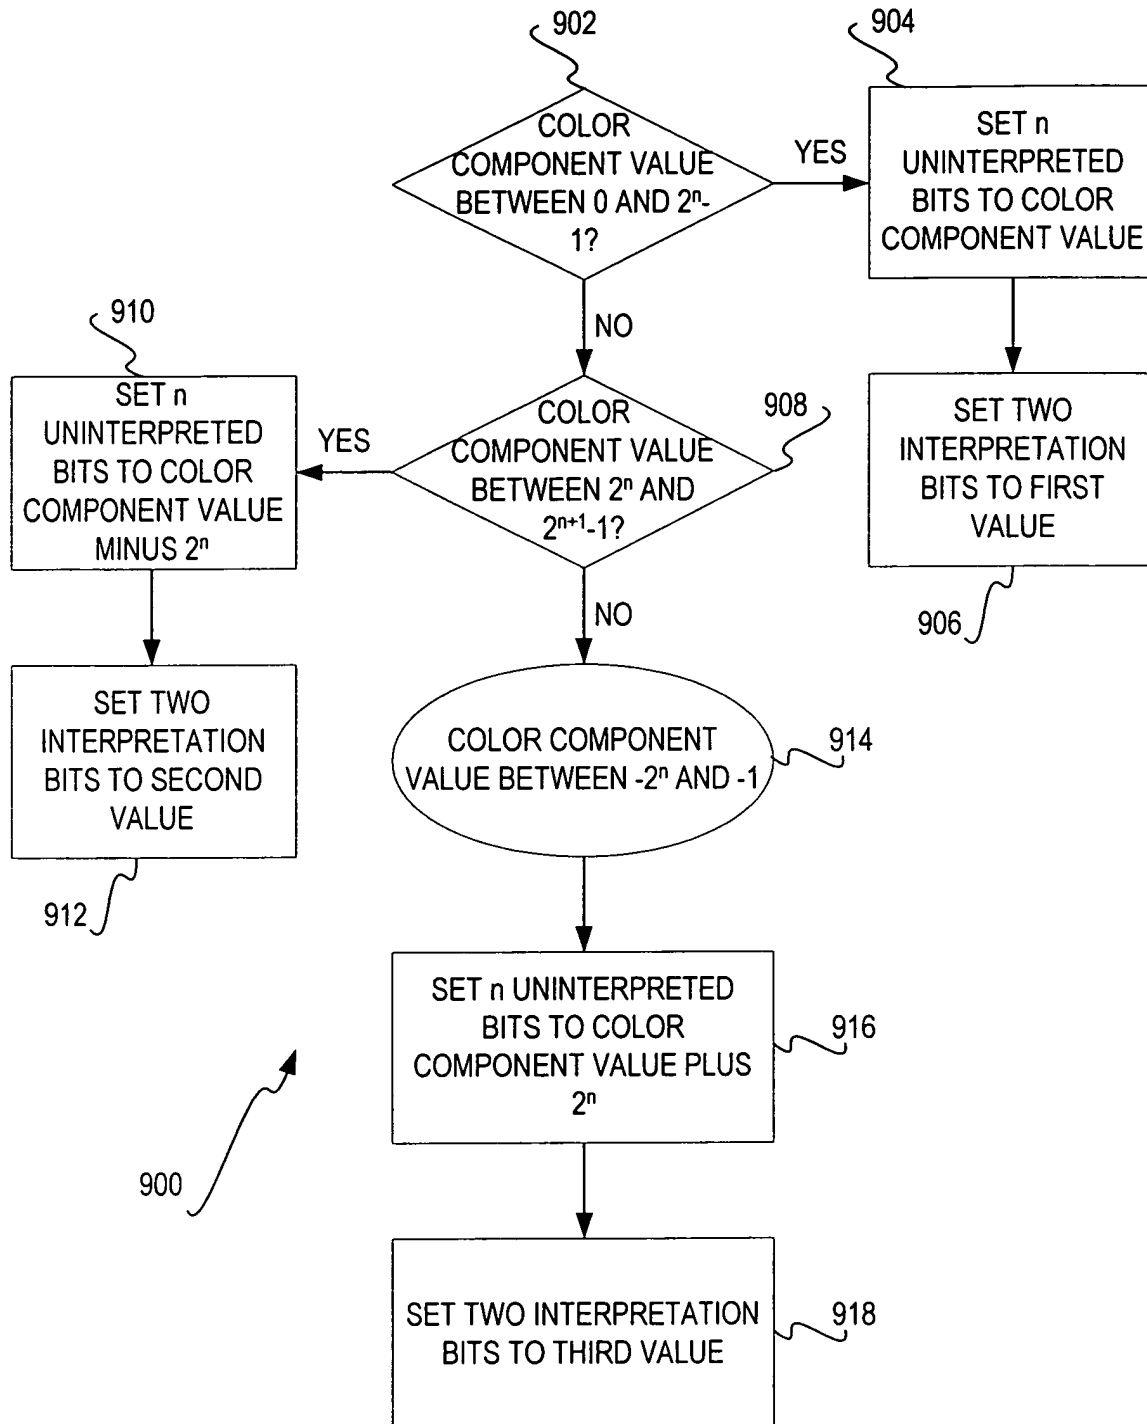 902
COLOR
COMPONENT VALUE
BETWEEN 0 AND 2ⁿ-
1?
YES
904
SET n
UNINTERPRETED
BITS TO COLOR
COMPONENT VALUE
NO
SET TWO
INTERPRETATION
BITS TO FIRST
VALUE
906
908
COLOR
COMPONENT VALUE
BETWEEN 2ⁿ AND
2ⁿ⁺¹-1?
YES
910
SET n
UNINTERPRETED
BITS TO COLOR
COMPONENT VALUE
MINUS 2ⁿ
SET TWO
INTERPRETATION
BITS TO SECOND
VALUE
912
NO
COLOR COMPONENT
VALUE BETWEEN -2ⁿ AND -1
914
SET n UNINTERPRETED
BITS TO COLOR
COMPONENT VALUE PLUS
2ⁿ
916
900
SET TWO INTERPRETATION
BITS TO THIRD VALUE
918